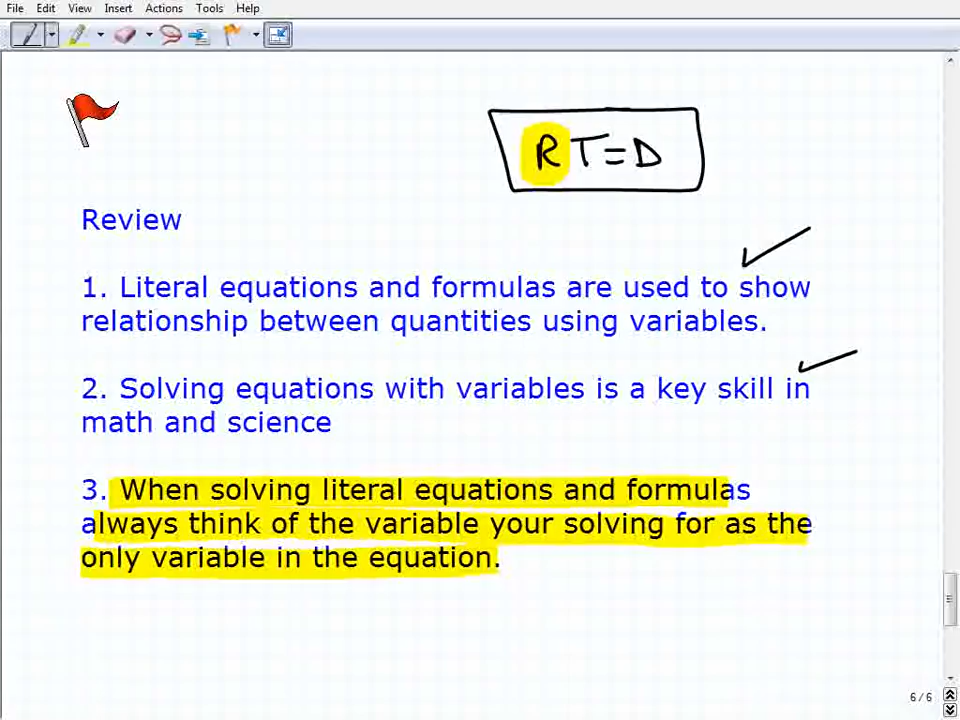 File Edit View Insert Actions Tools Help
R T = D
Review
1. Literal equations and formulas are used to show
relationship between quantities using variables.
2. Solving equations with variables is a key skill in
math and science
3. When solving literal equations and formulas
always think of the variable your solving for as the
only variable in the equation.
6/6